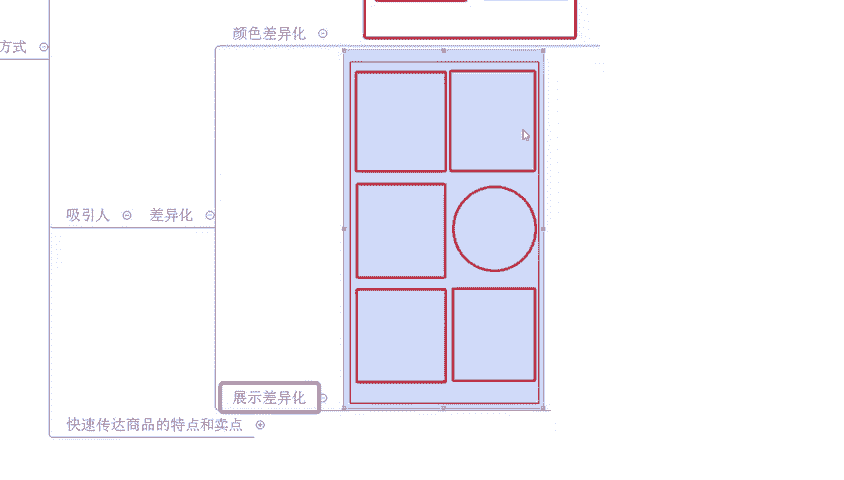 颜色差异化
方式
吸引人
差异化
展示差异化
快速传达商品的特点和卖点